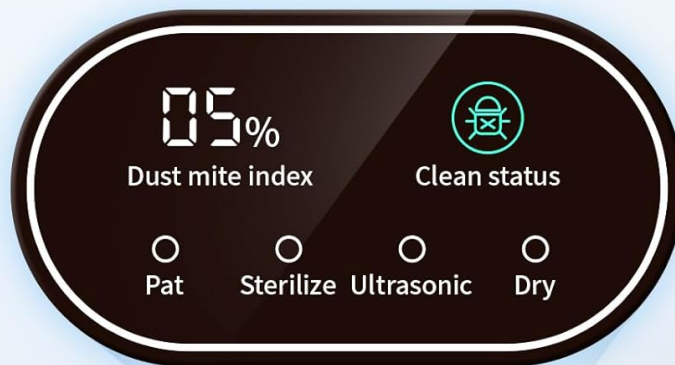 05%
Dust mite index
Clean status
Pat
Sterilize
Ultrasonic
Dry